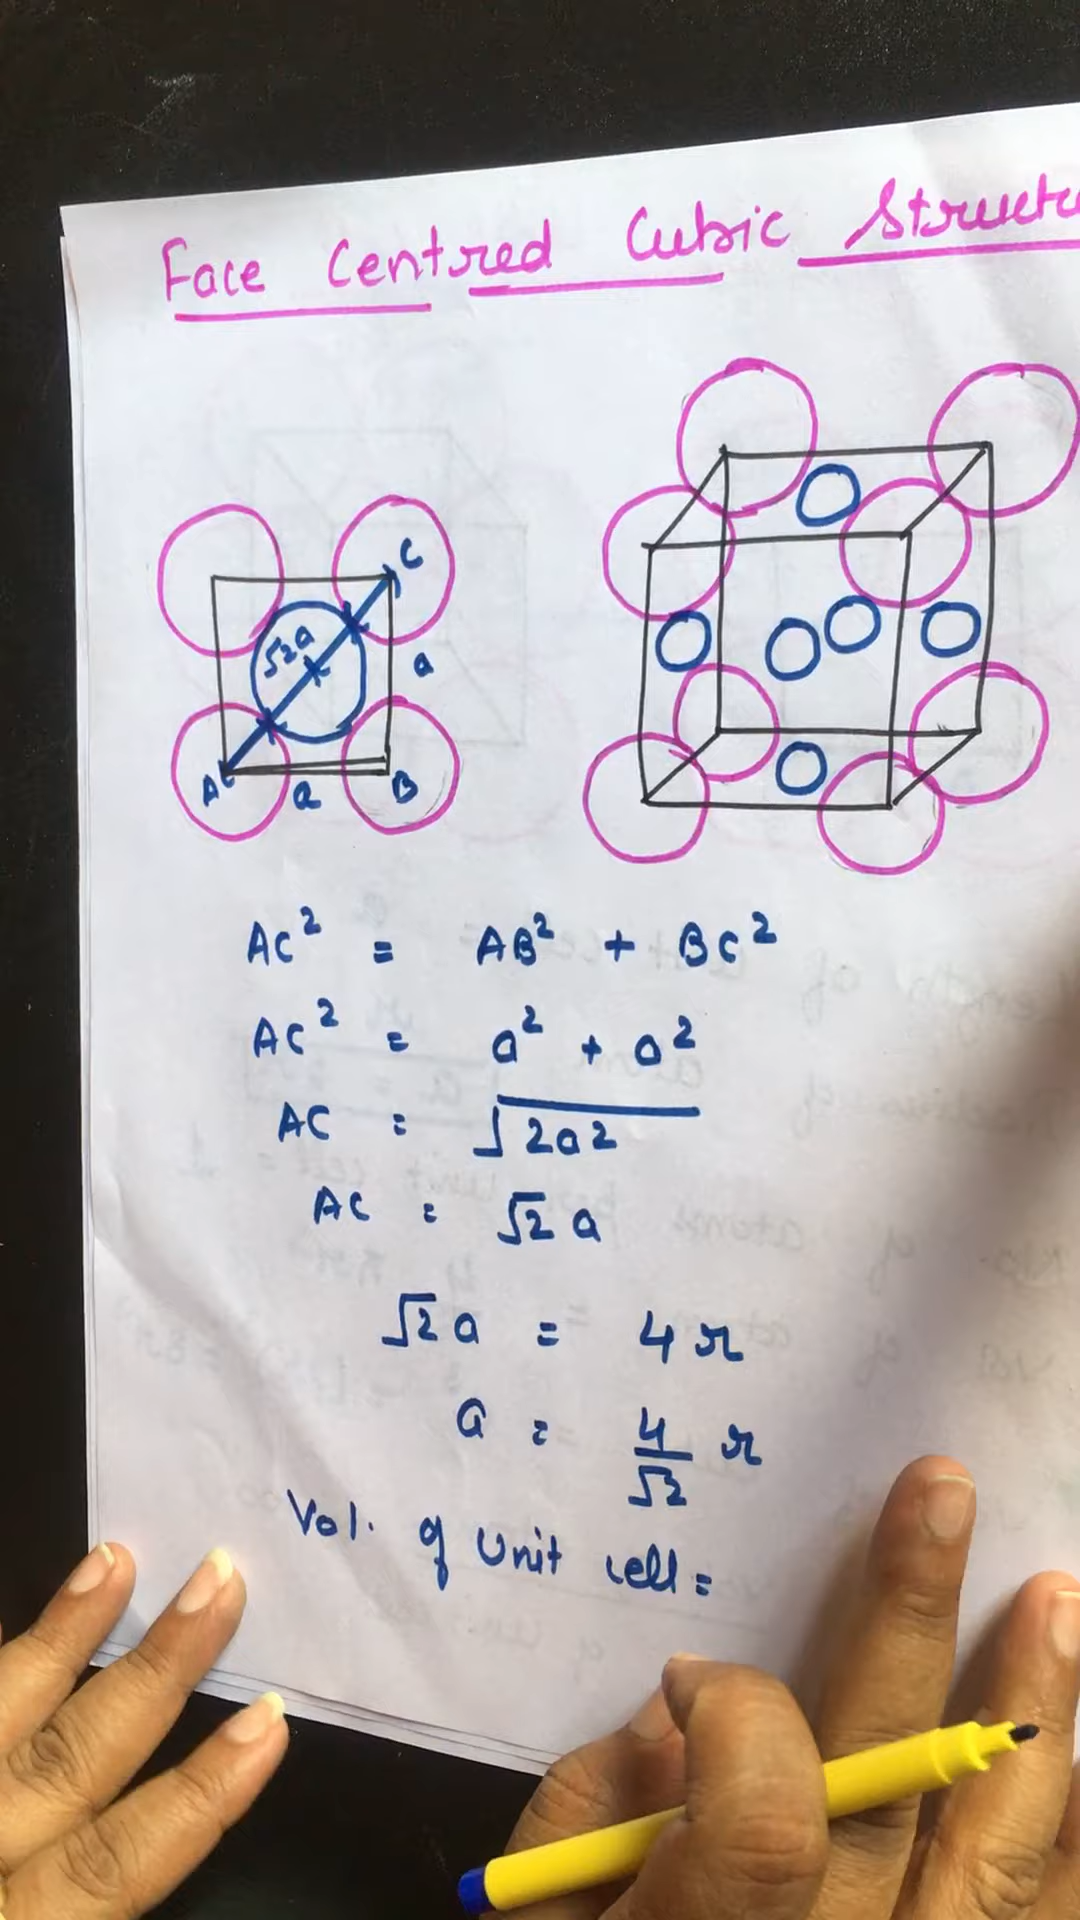 Face Centred Cubic Structu
C
√2a
a
A
a
B
AC² = AB² + BC²
AC² = a² + a²
AC = √2a²
AC = √2 a
√2 a = 4 r
a = 4/√2 r
Vol. of Unit cell =